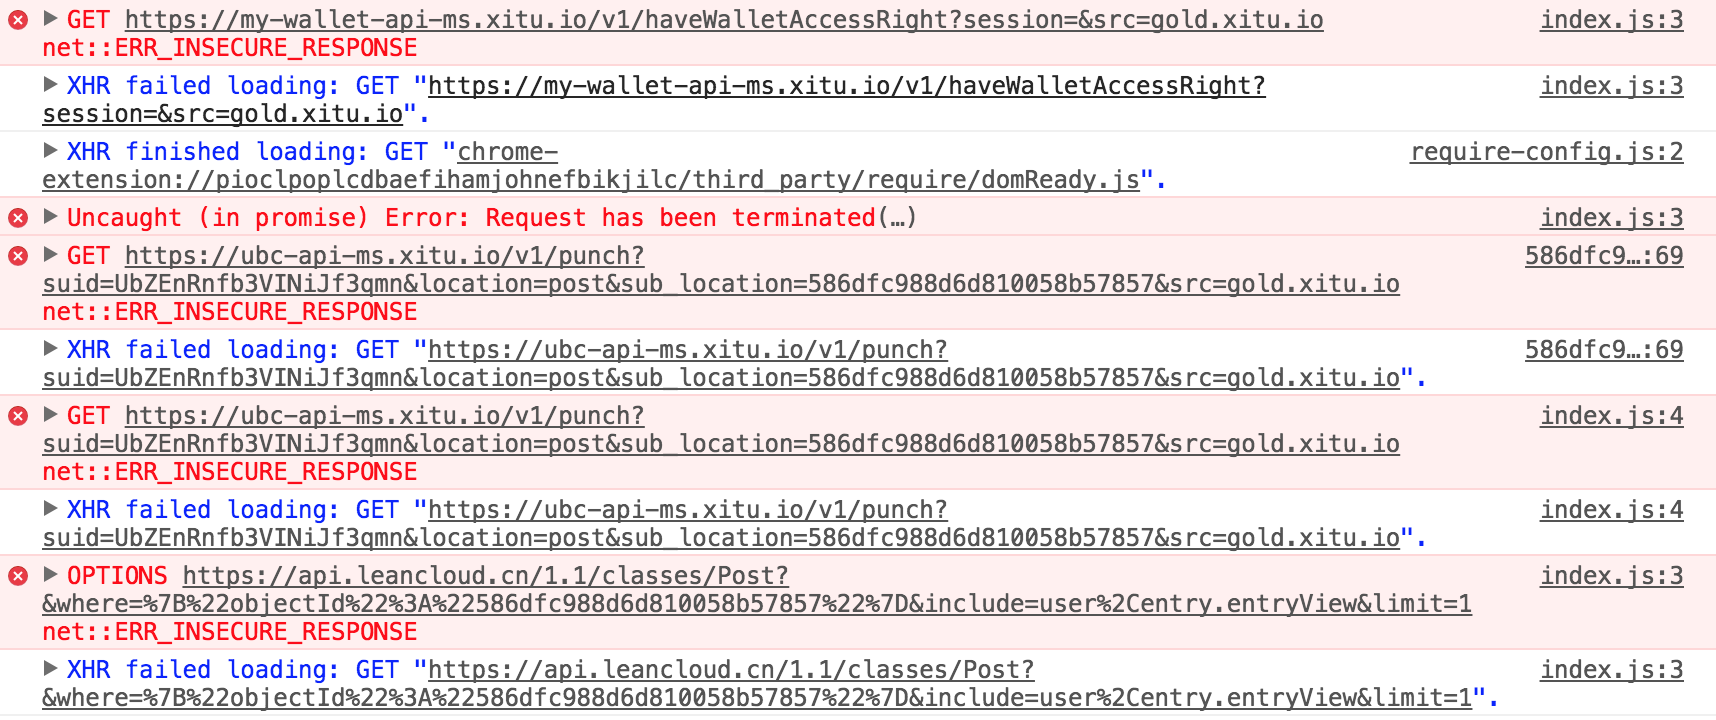 GET https://my-wallet-api-ms.xitu.io/v1/haveWalletAccessRight?session=&src=gold.xitu.io index.js:3
net::ERR_INSECURE_RESPONSE
XHR failed loading: GET "https://my-wallet-api-ms.xitu.io/v1/haveWalletAccessRight? index.js:3
session=&src=gold.xitu.io".
XHR finished loading: GET "chrome- require-config.js:2
extension://pioclpoplcdbaefihamjohnefbikjilc/third_party/require/domReady.js".
Uncaught (in promise) Error: Request has been terminated(…) index.js:3
GET https://ubc-api-ms.xitu.io/v1/punch? 586dfc9…:69
suid=UbZEnRnfb3VINiJf3qmn&location=post&sub_location=586dfc988d6d810058b57857&src=gold.xitu.io
net::ERR_INSECURE_RESPONSE
XHR failed loading: GET "https://ubc-api-ms.xitu.io/v1/punch? 586dfc9…:69
suid=UbZEnRnfb3VINiJf3qmn&location=post&sub_location=586dfc988d6d810058b57857&src=gold.xitu.io".
GET https://ubc-api-ms.xitu.io/v1/punch? index.js:4
suid=UbZEnRnfb3VINiJf3qmn&location=post&sub_location=586dfc988d6d810058b57857&src=gold.xitu.io
net::ERR_INSECURE_RESPONSE
XHR failed loading: GET "https://ubc-api-ms.xitu.io/v1/punch? index.js:4
suid=UbZEnRnfb3VINiJf3qmn&location=post&sub_location=586dfc988d6d810058b57857&src=gold.xitu.io".
OPTIONS https://api.leancloud.cn/1.1/classes/Post? index.js:3
&where=%7B%22objectId%22%3A%22586dfc988d6d810058b57857%22%7D&include=user%2Centry.entryView&limit=1
net::ERR_INSECURE_RESPONSE
XHR failed loading: GET "https://api.leancloud.cn/1.1/classes/Post? index.js:3
&where=%7B%22objectId%22%3A%22586dfc988d6d810058b57857%22%7D&include=user%2Centry.entryView&limit=1".